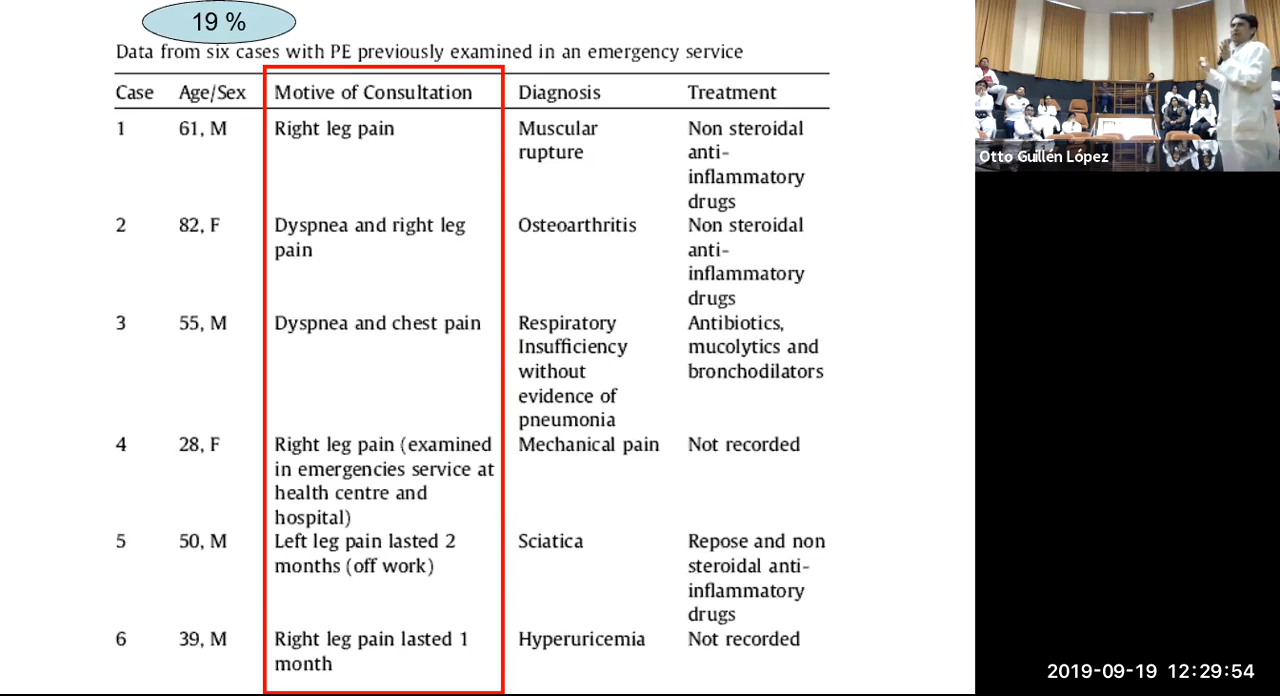 19 %
Data from six cases with PE previously examined in an emergency service
Case Age/Sex Motive of Consultation Diagnosis Treatment
1 61, M Right leg pain Muscular Non steroidal
rupture anti-
inflammatory
drugs
2 82, F Dyspnea and right leg Osteoarthritis Non steroidal
pain anti-
inflammatory
drugs
3 55, M Dyspnea and chest pain Respiratory Antibiotics,
Insufficiency mucolytics and
without bronchodilators
evidence of
pneumonia
4 28, F Right leg pain (examined Mechanical pain Not recorded
in emergencies service at
health centre and
hospital)
5 50, M Left leg pain lasted 2 Sciatica Repose and non
months (off work) steroidal anti-
inflammatory
drugs
6 39, M Right leg pain lasted 1 Hyperuricemia Not recorded
month
Otto Guillén López
2019-09-19 12:29:54